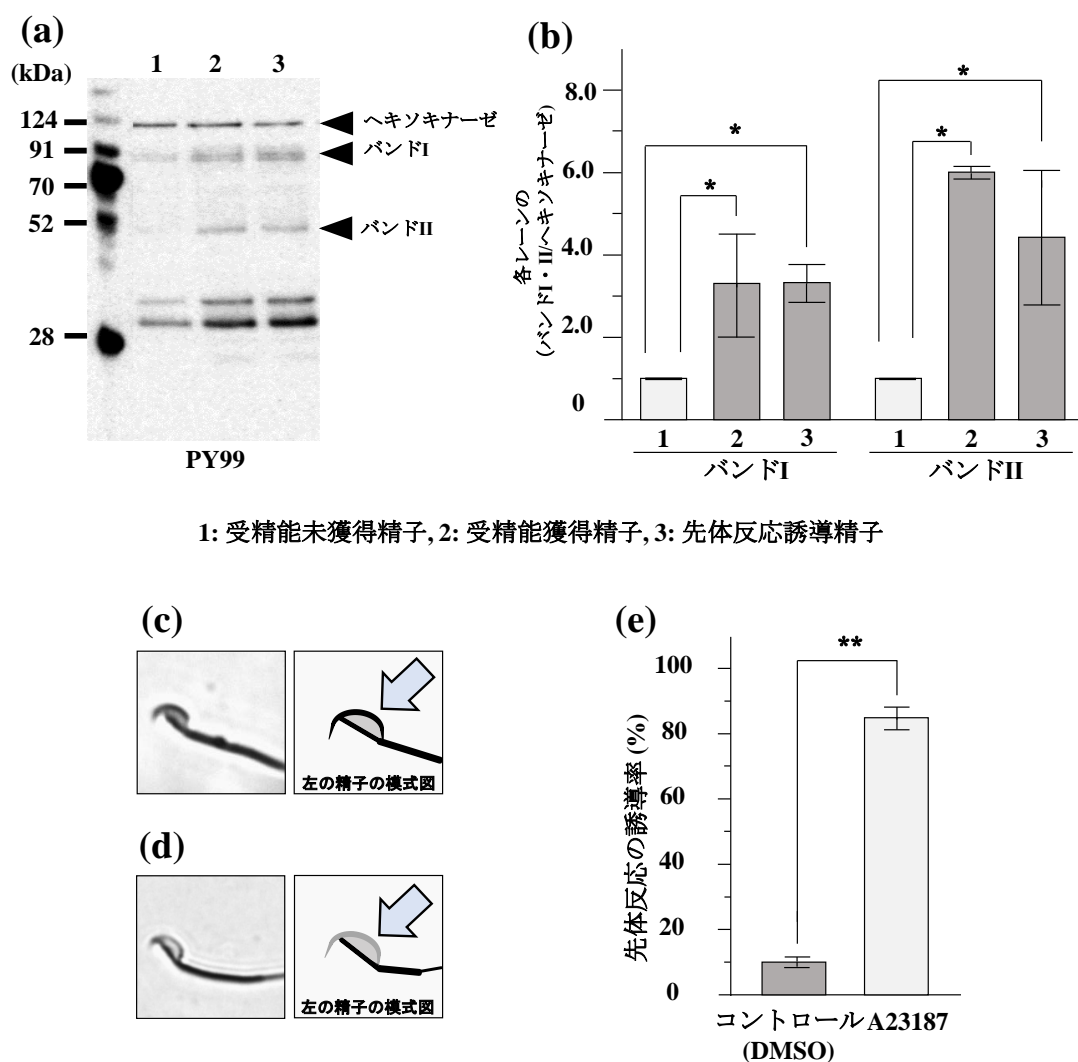 (a)
(kDa)
1 2 3
124
91
70
52
28
ヘキソキナーゼ
バンドI
バンドII
PY99
(b)
各レーンの
(バンドI・II/ヘキソキナーゼ)
8.0
6.0
4.0
2.0
0
* * * *
1 2 3 1 2 3
バンドI バンドII
1: 受精能未獲得精子, 2: 受精能獲得精子, 3: 先体反応誘導精子
(c)
左の精子の模式図
(d)
左の精子の模式図
(e)
先体反応の誘導率 (%)
100
80
60
40
20
0
**
コントロール A23187
(DMSO)